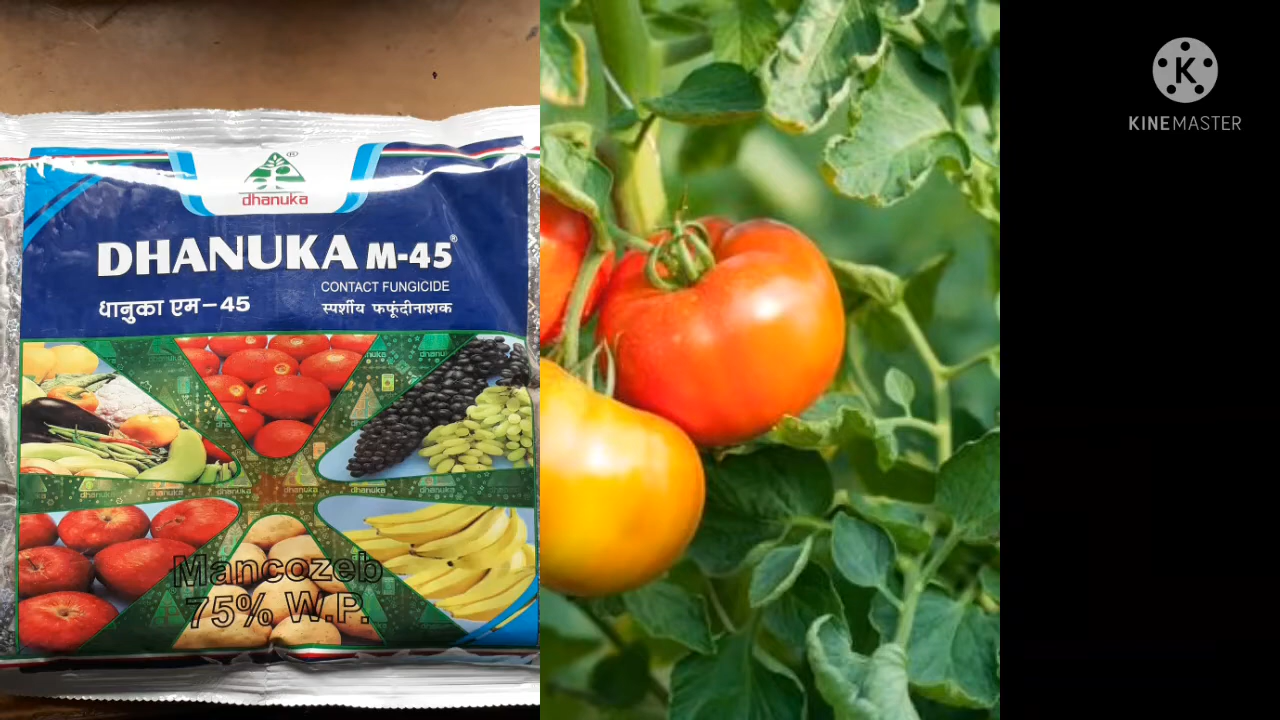 dhanuka
DHANUKA M-45®
CONTACT FUNGICIDE
धानुका एम–45
स्पर्शीय फफूंदीनाशक
Mancozeb
75% W.P.
K
KINEMASTER